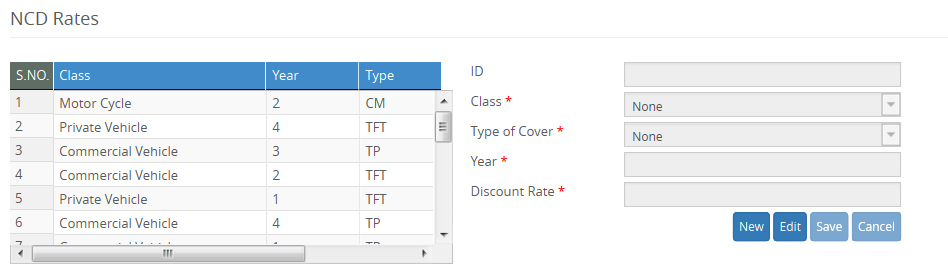 NCD Rates
S.NO. Class Year Type
1 Motor Cycle 2 CM
2 Private Vehicle 4 TFT
3 Commercial Vehicle 3 TP
4 Commercial Vehicle 2 TFT
5 Private Vehicle 1 TFT
6 Commercial Vehicle 4 TP
ID
Class * None
Type of Cover * None
Year *
Discount Rate *
New Edit Save Cancel